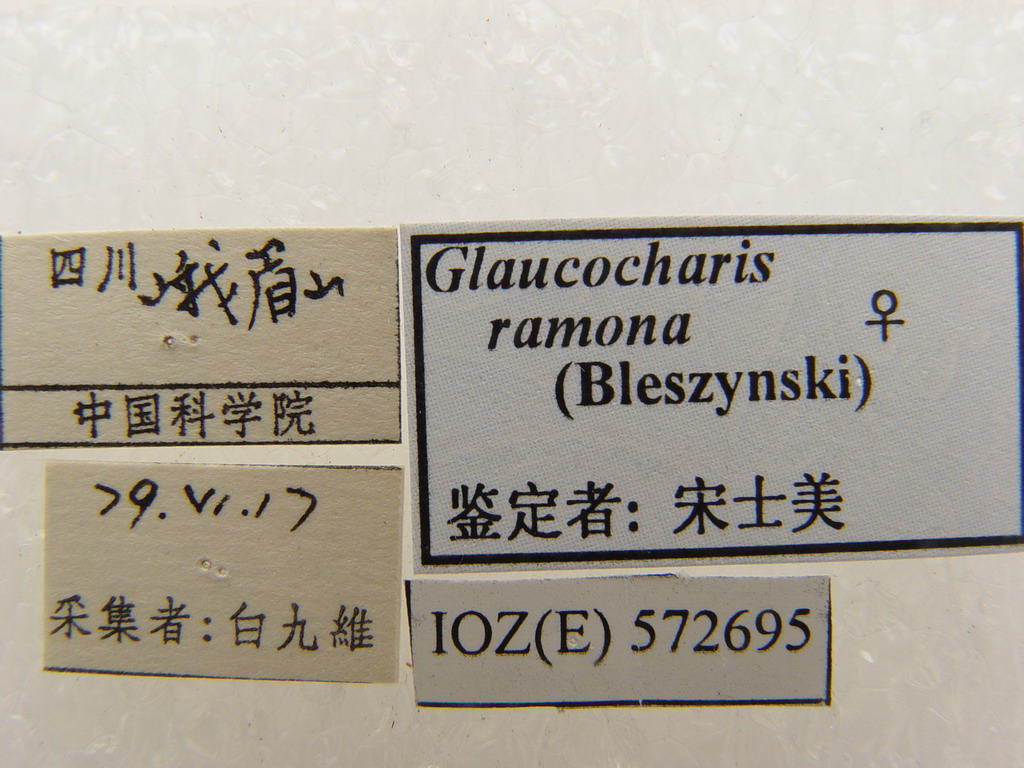 四川峨眉山
中国科学院
79.VI.17
采集者:白九維
Glaucocharis
ramona ♀
(Bleszynski)
鉴定者: 宋士美
IOZ(E) 572695